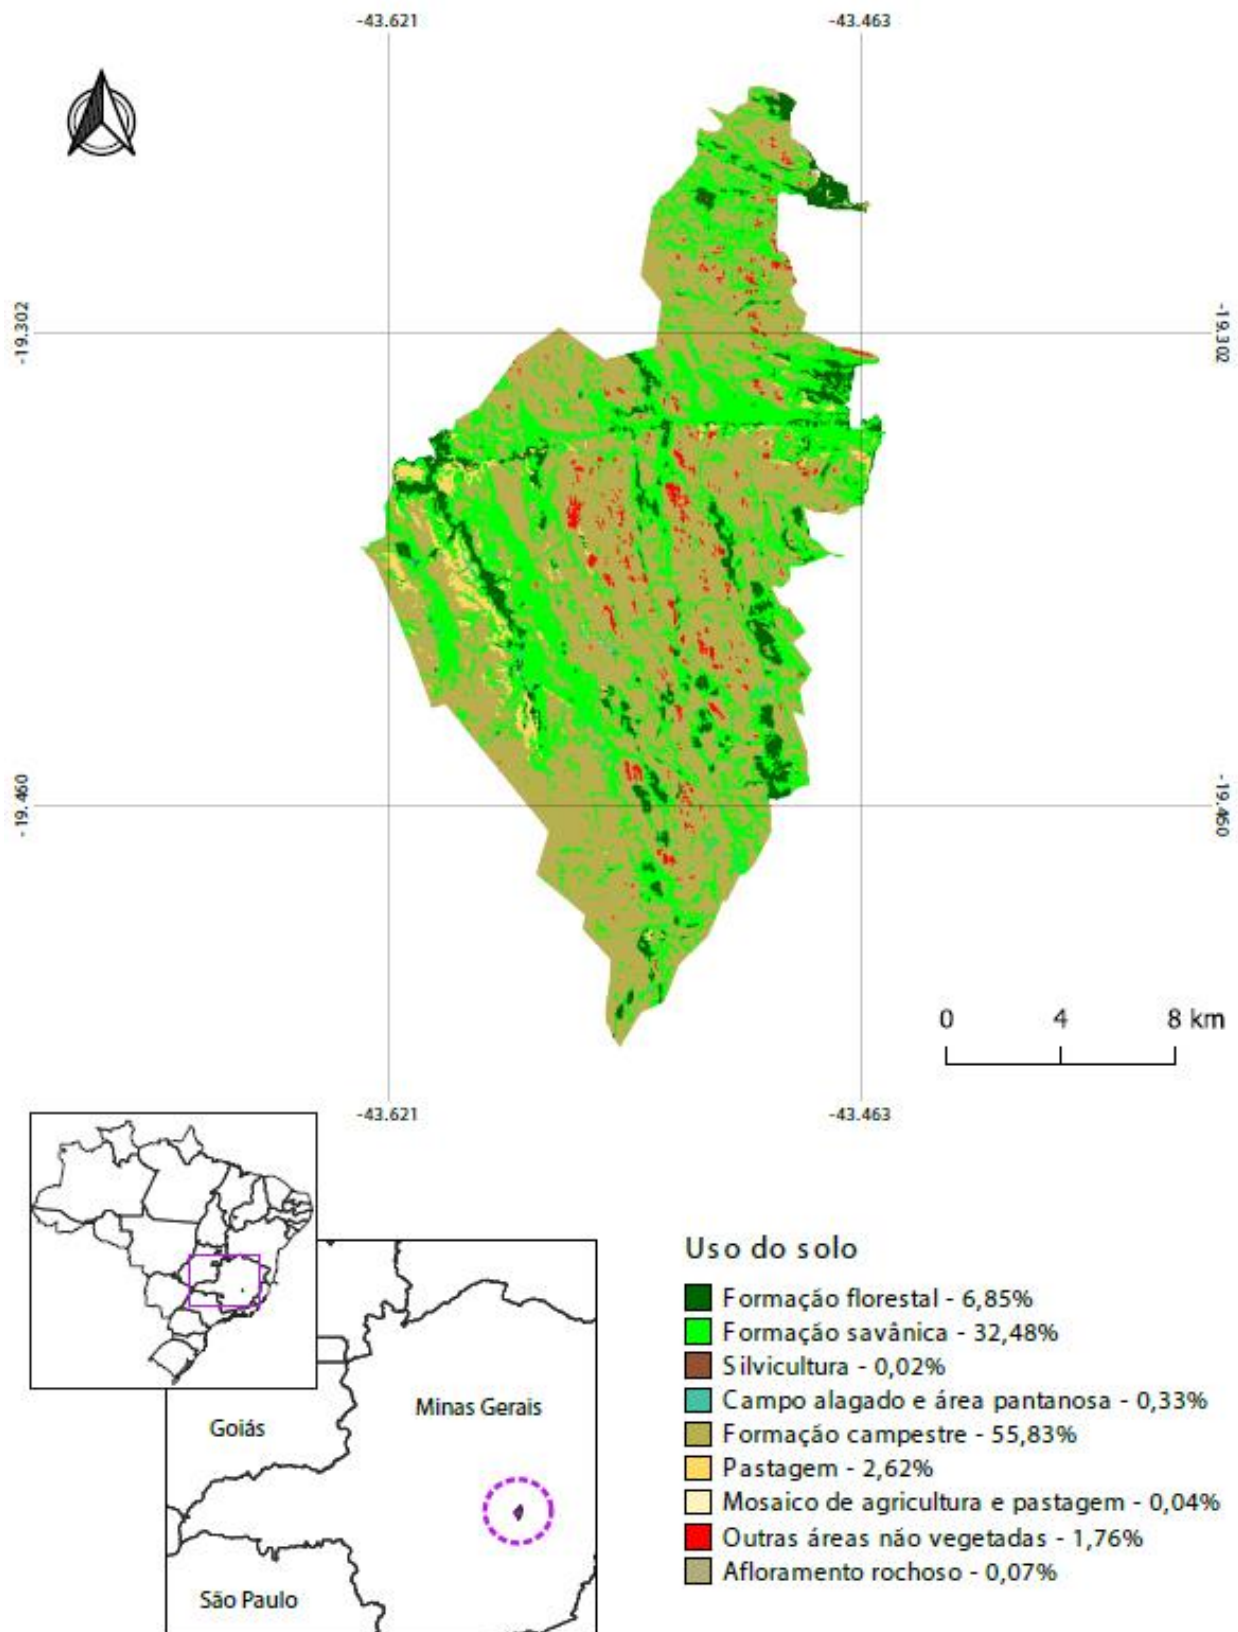 -43.621
-43.463
-19.302
-19.302
-19.460
-19.460
0 4 8 km
-43.621
-43.463
Goiás
Minas Gerais
São Paulo
Uso do solo
Formação florestal - 6,85%
Formação savânica - 32,48%
Silvicultura - 0,02%
Campo alagado e área pantanosa - 0,33%
Formação campestre - 55,83%
Pastagem - 2,62%
Mosaico de agricultura e pastagem - 0,04%
Outras áreas não vegetadas - 1,76%
Afloramento rochoso - 0,07%